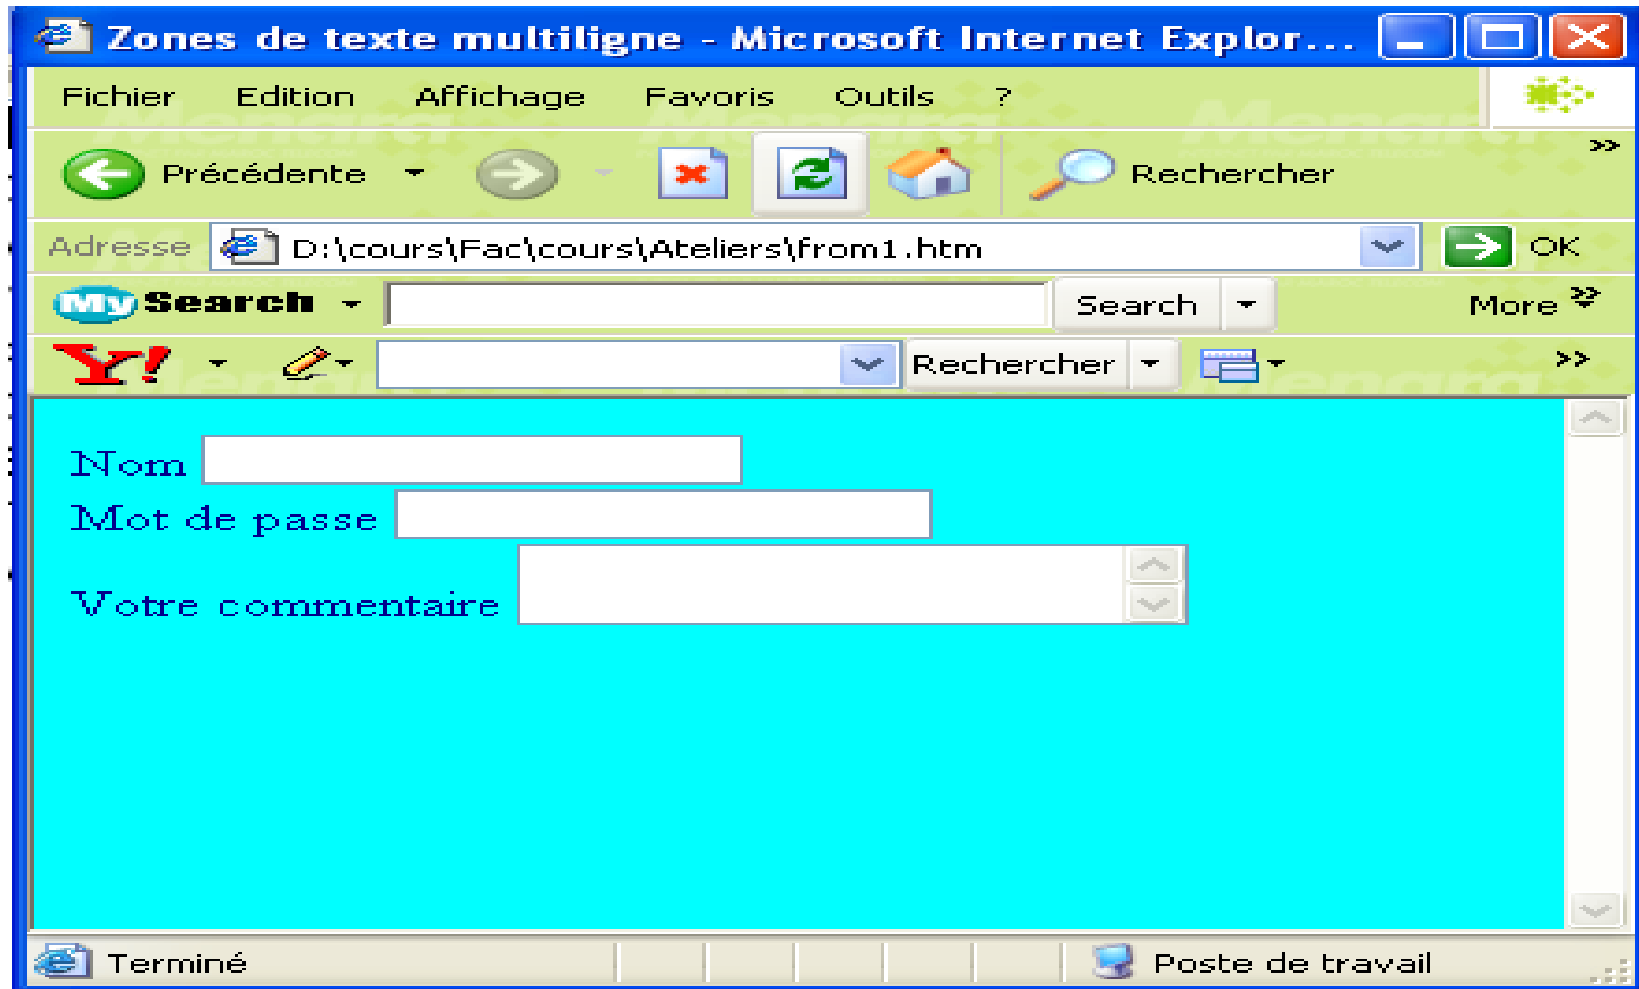 Zones de texte multiligne - Microsoft Internet Explor...
Fichier Edition Affichage Favoris Outils ?
Précédente Rechercher
Adresse D:\cours\Fac\cours\Ateliers\from1.htm OK
My Search Search More
Y! Rechercher
Nom
Mot de passe
Votre commentaire
Terminé Poste de travail